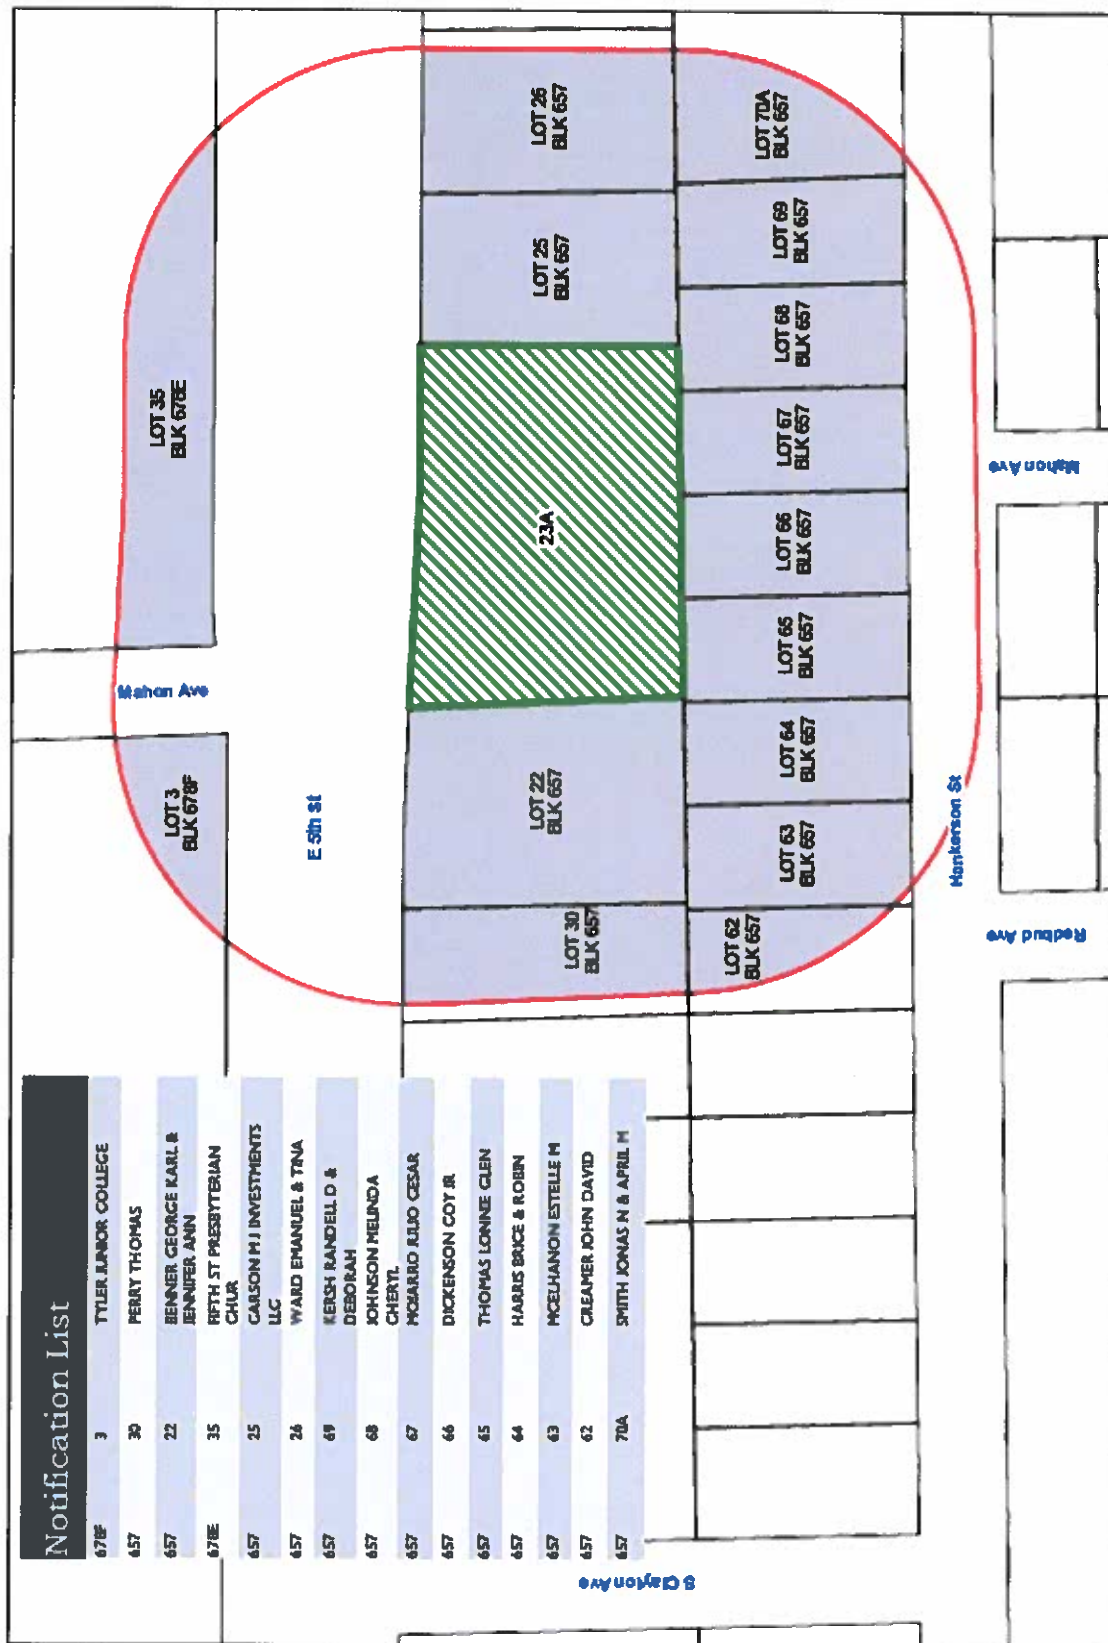 Notification List
678F 3 TYLER JUNIOR COLLEGE
657 30 PERRY THOMAS
657 22 BENNER GEORGE KARL R
JENNIFER ANN
678E 35 FIFTH ST PRESBYTERIAN
CHUR
657 25 CARSON M J INVESTMENTS
LLC
657 26 WARD EMANUEL & TINA
657 69 KERSH RANDELL D &
DEBORAH
657 68 JOHNSON MELINDA
CHERYL
657 67 MOJARRO JULIO CESAR
657 66 DICKENSON COY JR
657 65 THOMAS LONNIE GLEN
657 64 HARRIS BRICE & ROBIN
657 63 MCELHANON ESTELLE M
657 62 CREAMER JOHN DAVID
657 70A SMITH JONAS N & APRIL M
LOT 3
BLK 678F
Mahon Ave
LOT 35
BLK 678E
E 5th St
LOT 30
BLK 657
LOT 22
BLK 657
23A
LOT 25
BLK 657
LOT 26
BLK 657
LOT 62
BLK 657
LOT 63
BLK 657
LOT 64
BLK 657
LOT 65
BLK 657
LOT 66
BLK 657
LOT 67
BLK 657
LOT 68
BLK 657
LOT 69
BLK 657
LOT 70A
BLK 657
S Clayton Ave
Hankerson St
Redbud Ave
Mahon Ave